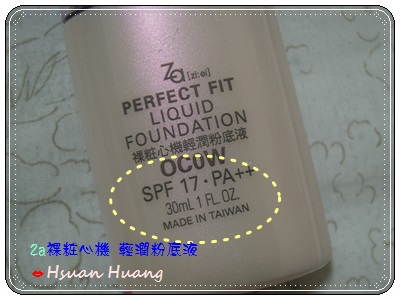 Za [zi:ei]
PERFECT FIT
LIQUID
FOUNDATION
裸粧心機輕潤粉底液
OC0W
SPF 17·PA++
30mL 1 FL. OZ.
MADE IN TAIWAN
2a裸粧心機 輕潤粉底液
Hsuan Huang